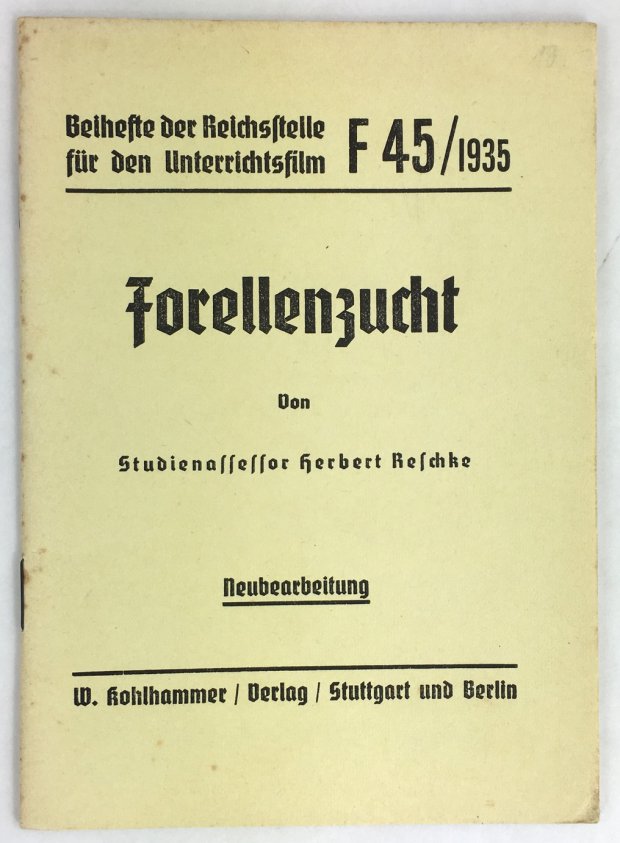 Beihefte der Reichsstelle
für den Unterrichtsfilm F 45/1935
Forellenzucht
Von
Studienassessor Herbert Reschke
Neubearbeitung
W. Kohlhammer / Verlag / Stuttgart und Berlin